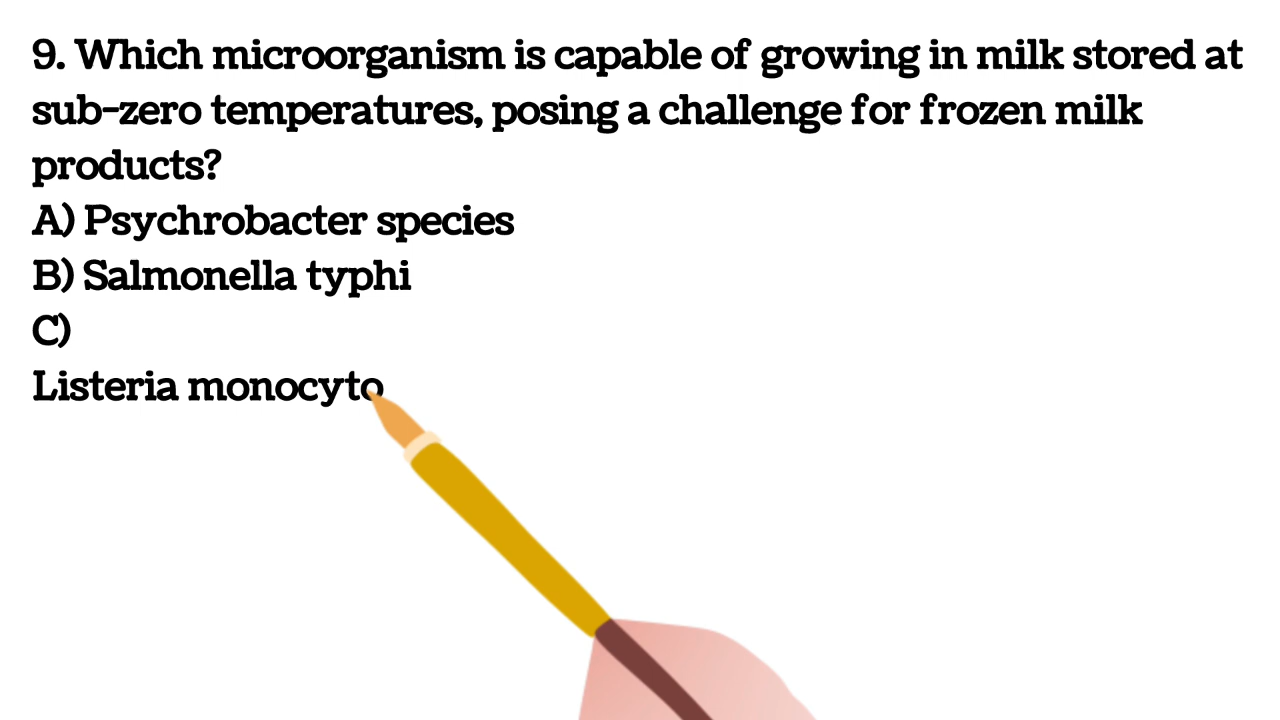 9. Which microorganism is capable of growing in milk stored at
sub-zero temperatures, posing a challenge for frozen milk
products?
A) Psychrobacter species
B) Salmonella typhi
C)
Listeria monocyto